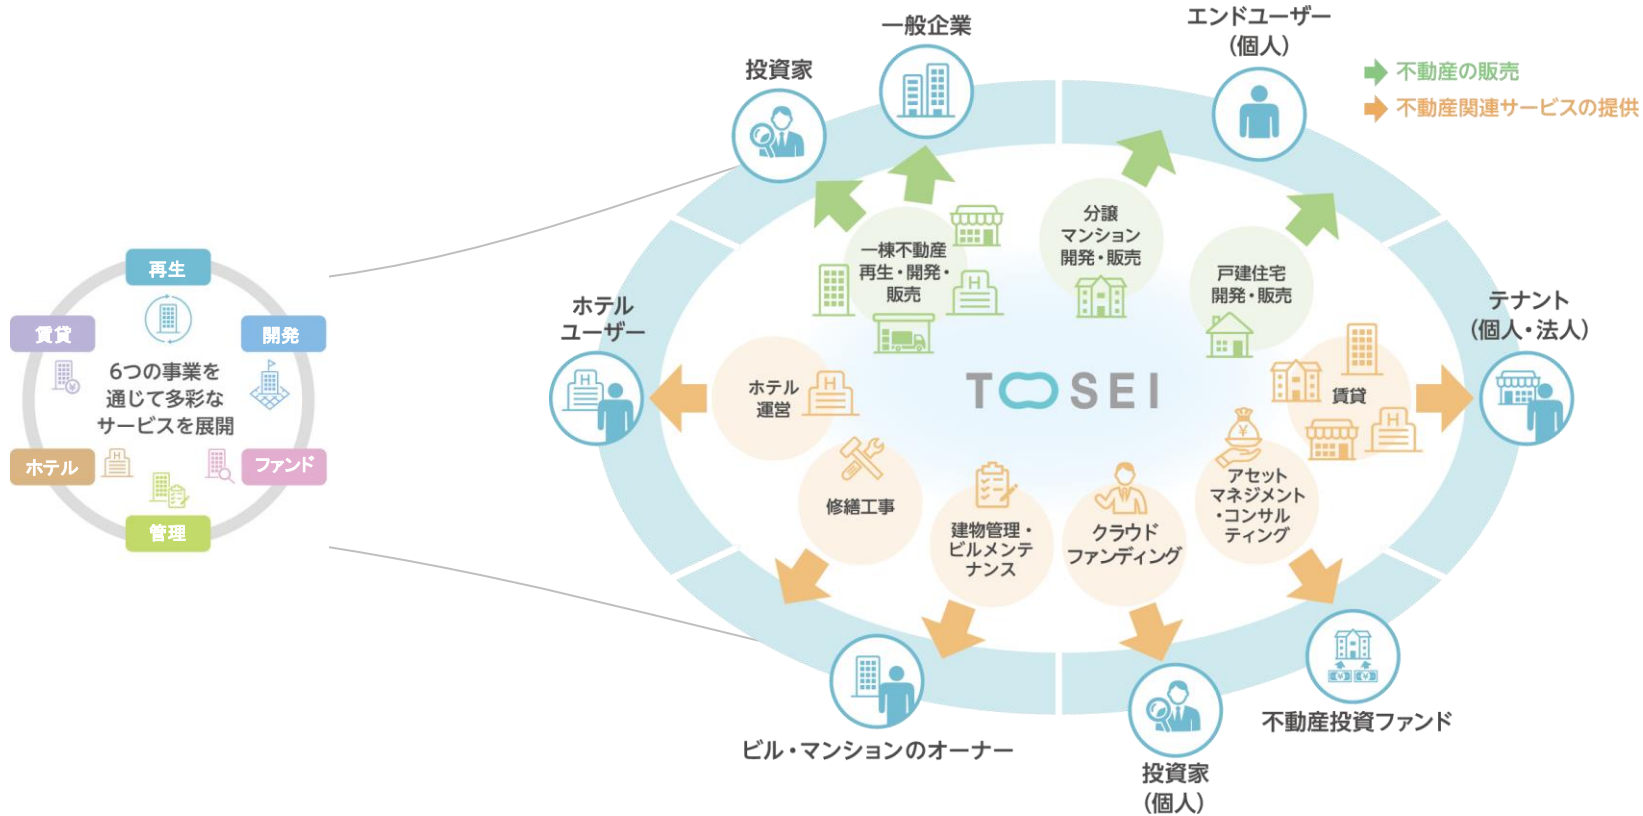 再生
賃貸
開発
6つの事業を
通じて多彩な
サービスを展開
ホテル
ファンド
管理
投資家
一般企業
エンドユーザー
(個人)
不動産の販売
不動産関連サービスの提供
一棟不動産
再生・開発・
販売
H
分譲
マンション
開発・販売
戸建住宅
開発・販売
ホテル
ユーザー
テナント
(個人・法人)
ホテル
運営
H
TOSEI
賃貸
H
修繕工事
建物管理・
ビルメンテ
ナンス
クラウド
ファンディング
¥
アセット
マネジメント
・コンサル
ティング
ビル・マンションのオーナー
投資家
(個人)
不動産投資ファンド